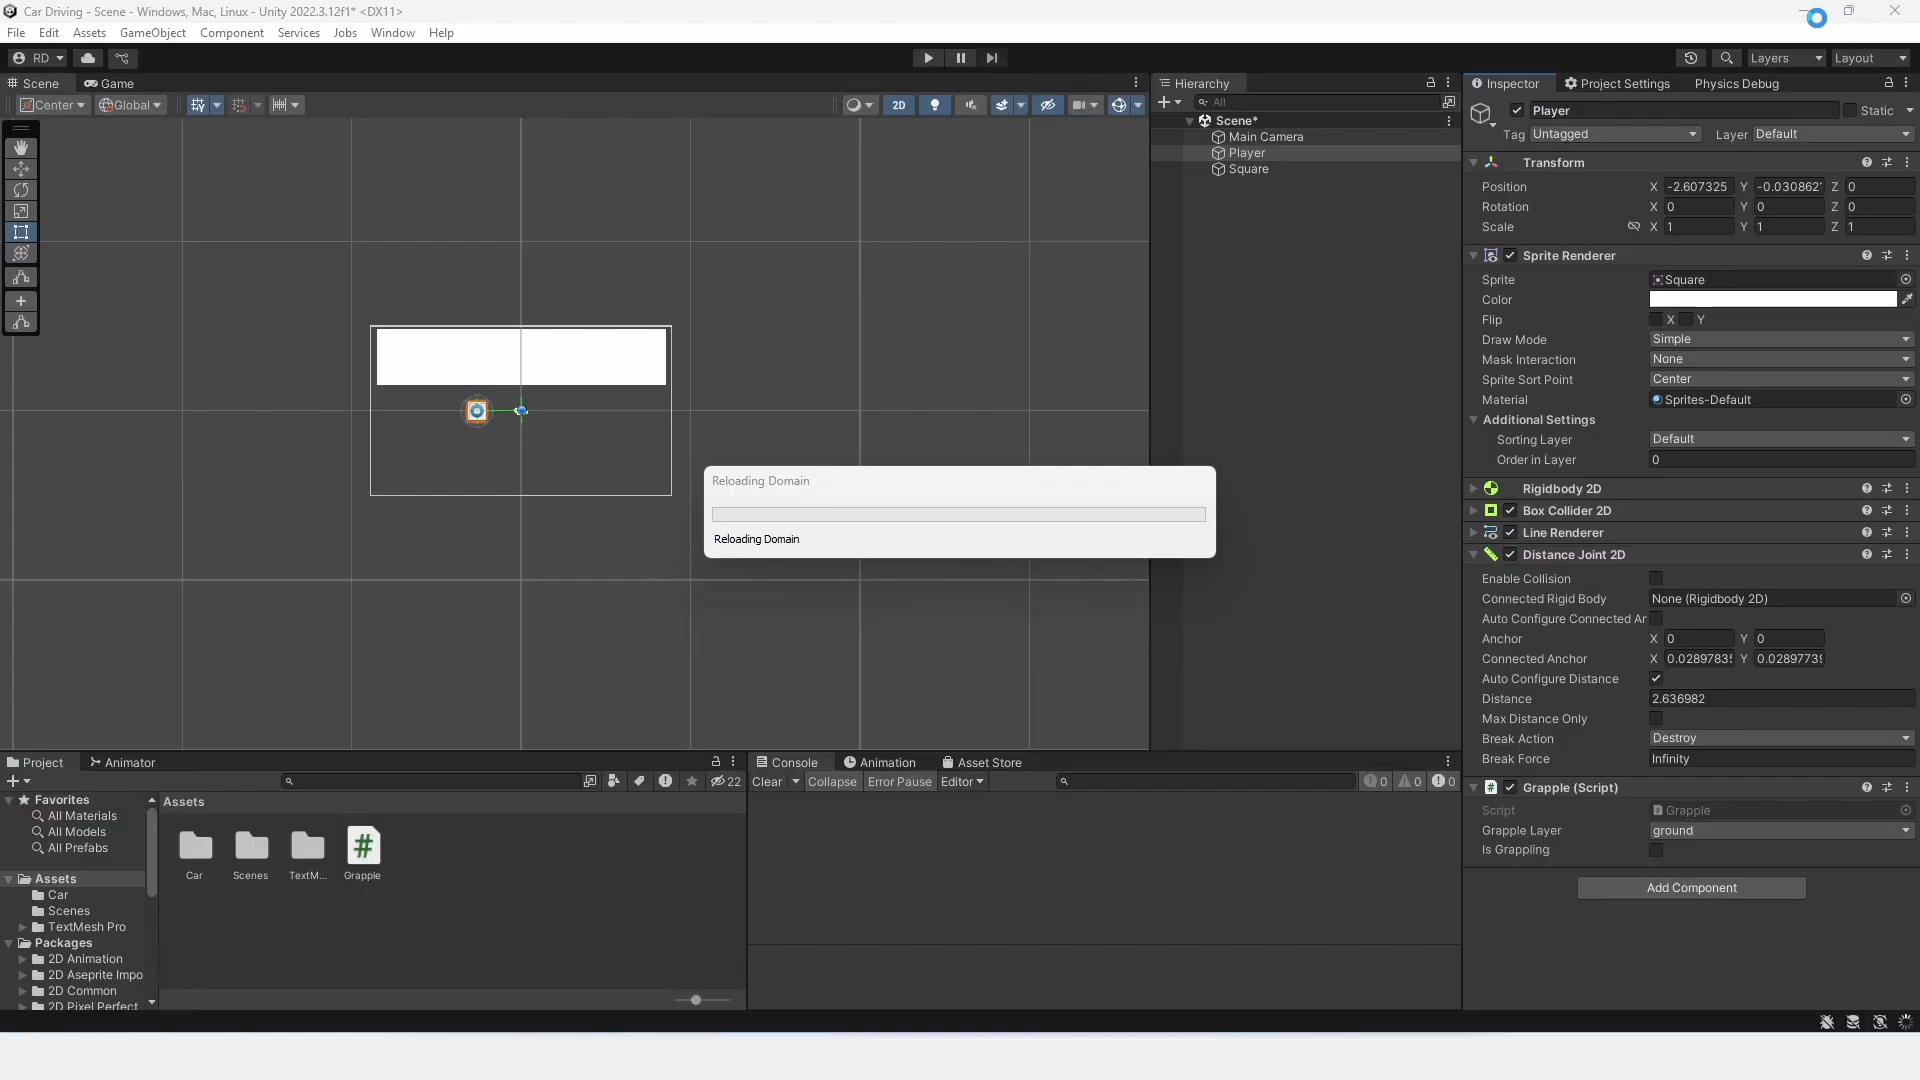 Car Driving - Scene - Windows, Mac, Linux - Unity 2022.3.12f1* <DX11>
File Edit Assets GameObject Component Services Jobs Window Help
RD Layers Layout
Scene Game
Center Global 2D
Hierarchy
All
Scene*
Main Camera
Player
Square
Inspector Project Settings Physics Debug
Player Static
Tag Untagged Layer Default
Transform
Position X -2.607325 Y -0.0308621 Z 0
Rotation X 0 Y 0 Z 0
Scale X 1 Y 1 Z 1
Sprite Renderer
Sprite Square
Color
Flip X Y
Draw Mode Simple
Mask Interaction None
Sprite Sort Point Center
Material Sprites-Default
Additional Settings
Sorting Layer Default
Order in Layer 0
Rigidbody 2D
Box Collider 2D
Line Renderer
Distance Joint 2D
Enable Collision
Connected Rigid Body None (Rigidbody 2D)
Auto Configure Connected Ar
Anchor X 0 Y 0
Connected Anchor X 0.0289783 Y 0.0289773
Auto Configure Distance
Distance 2.636982
Max Distance Only
Break Action Destroy
Break Force Infinity
Grapple (Script)
Script Grapple
Grapple Layer ground
Is Grappling
Add Component
Reloading Domain
Reloading Domain
Project Animator
22
Favorites
All Materials
All Models
All Prefabs
Assets
Car
Scenes
TextMesh Pro
Packages
2D Animation
2D Aseprite Impo
2D Common
2D Pixel Perfect
Assets
Car Scenes TextM... Grapple
Console Animation Asset Store
Clear Collapse Error Pause Editor 0 0 0